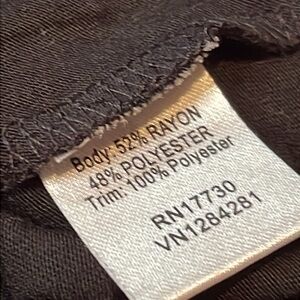 Body: 52% RAYON
48% POLYESTER
Trim: 100% Polyester
RN17730
VN1284281